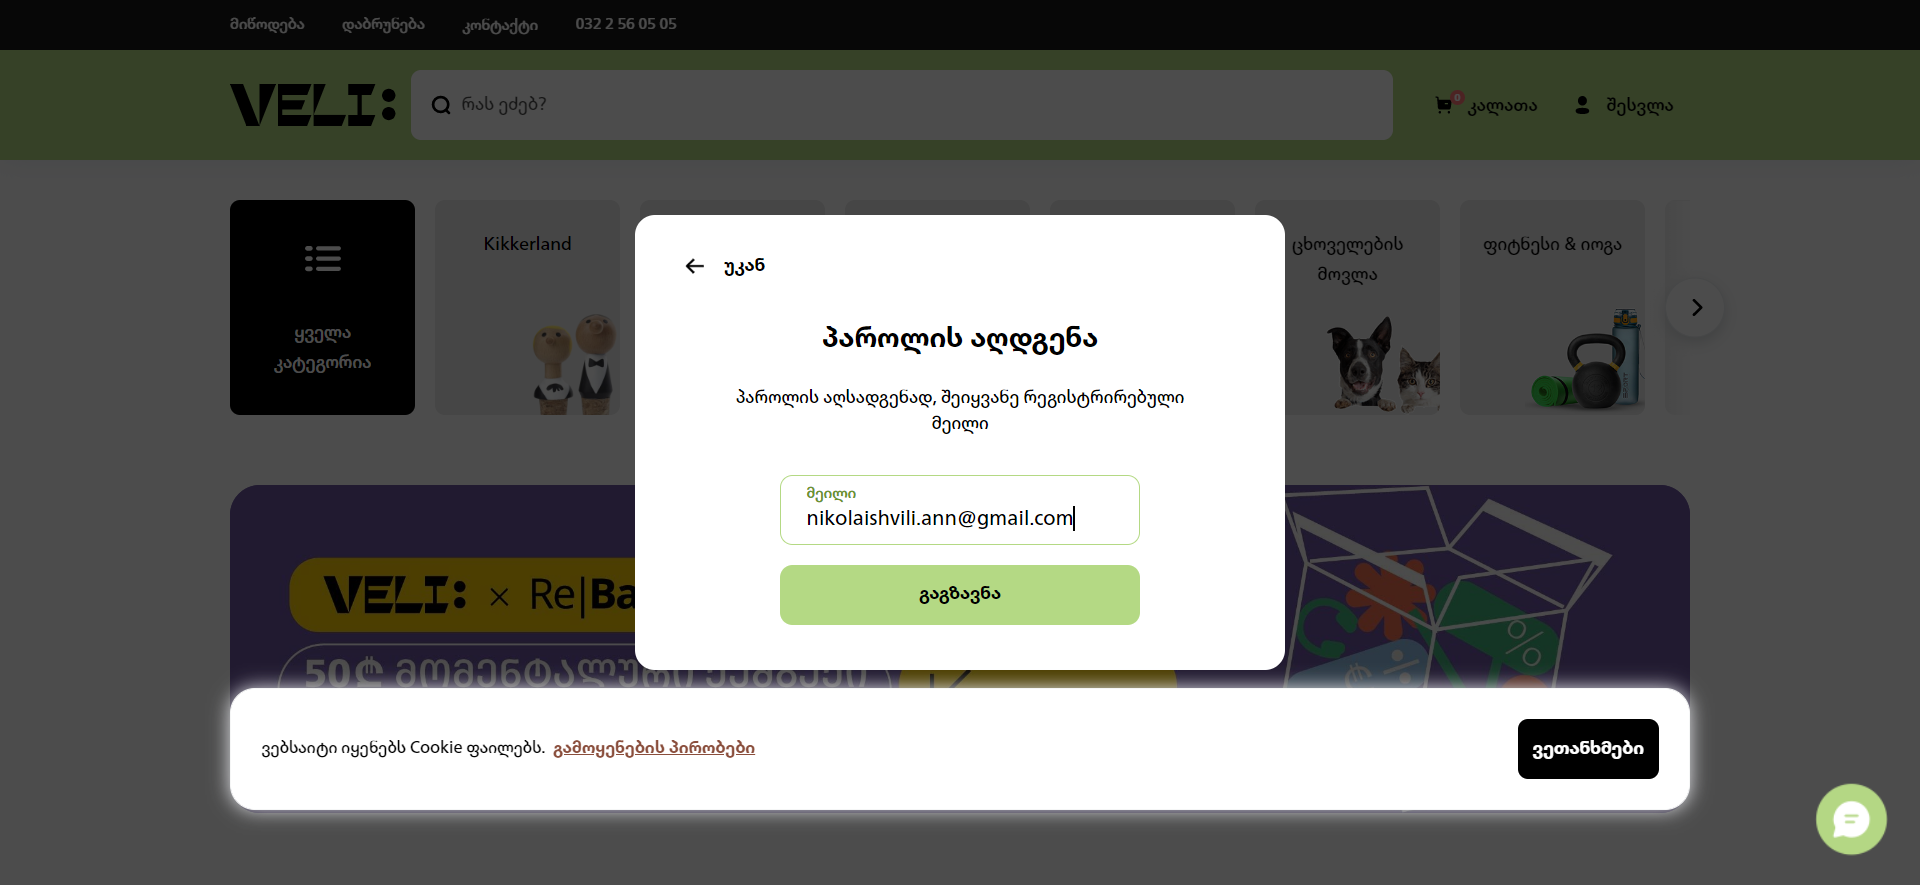 მიწოდება
დაბრუნება
კონტაქტი
032 2 56 05 05
VELI:
რას ეძებ?
0
კალათა
შესვლა
ყველა
კატეგორია
Kikkerland
ცხოველების
მოვლა
ფიტნესი & იოგა
უკან
პაროლის აღდგენა
პაროლის აღსადგენად, შეიყვანე რეგისტრირებული
მეილი
მეილი
nikolaishvili.ann@gmail.com
გაგზავნა
VELI: × Re|Ba
50₾ მომენტალური
ვებსაიტი იყენებს Cookie ფაილებს. გამოყენების პირობები
ვეთანხმები